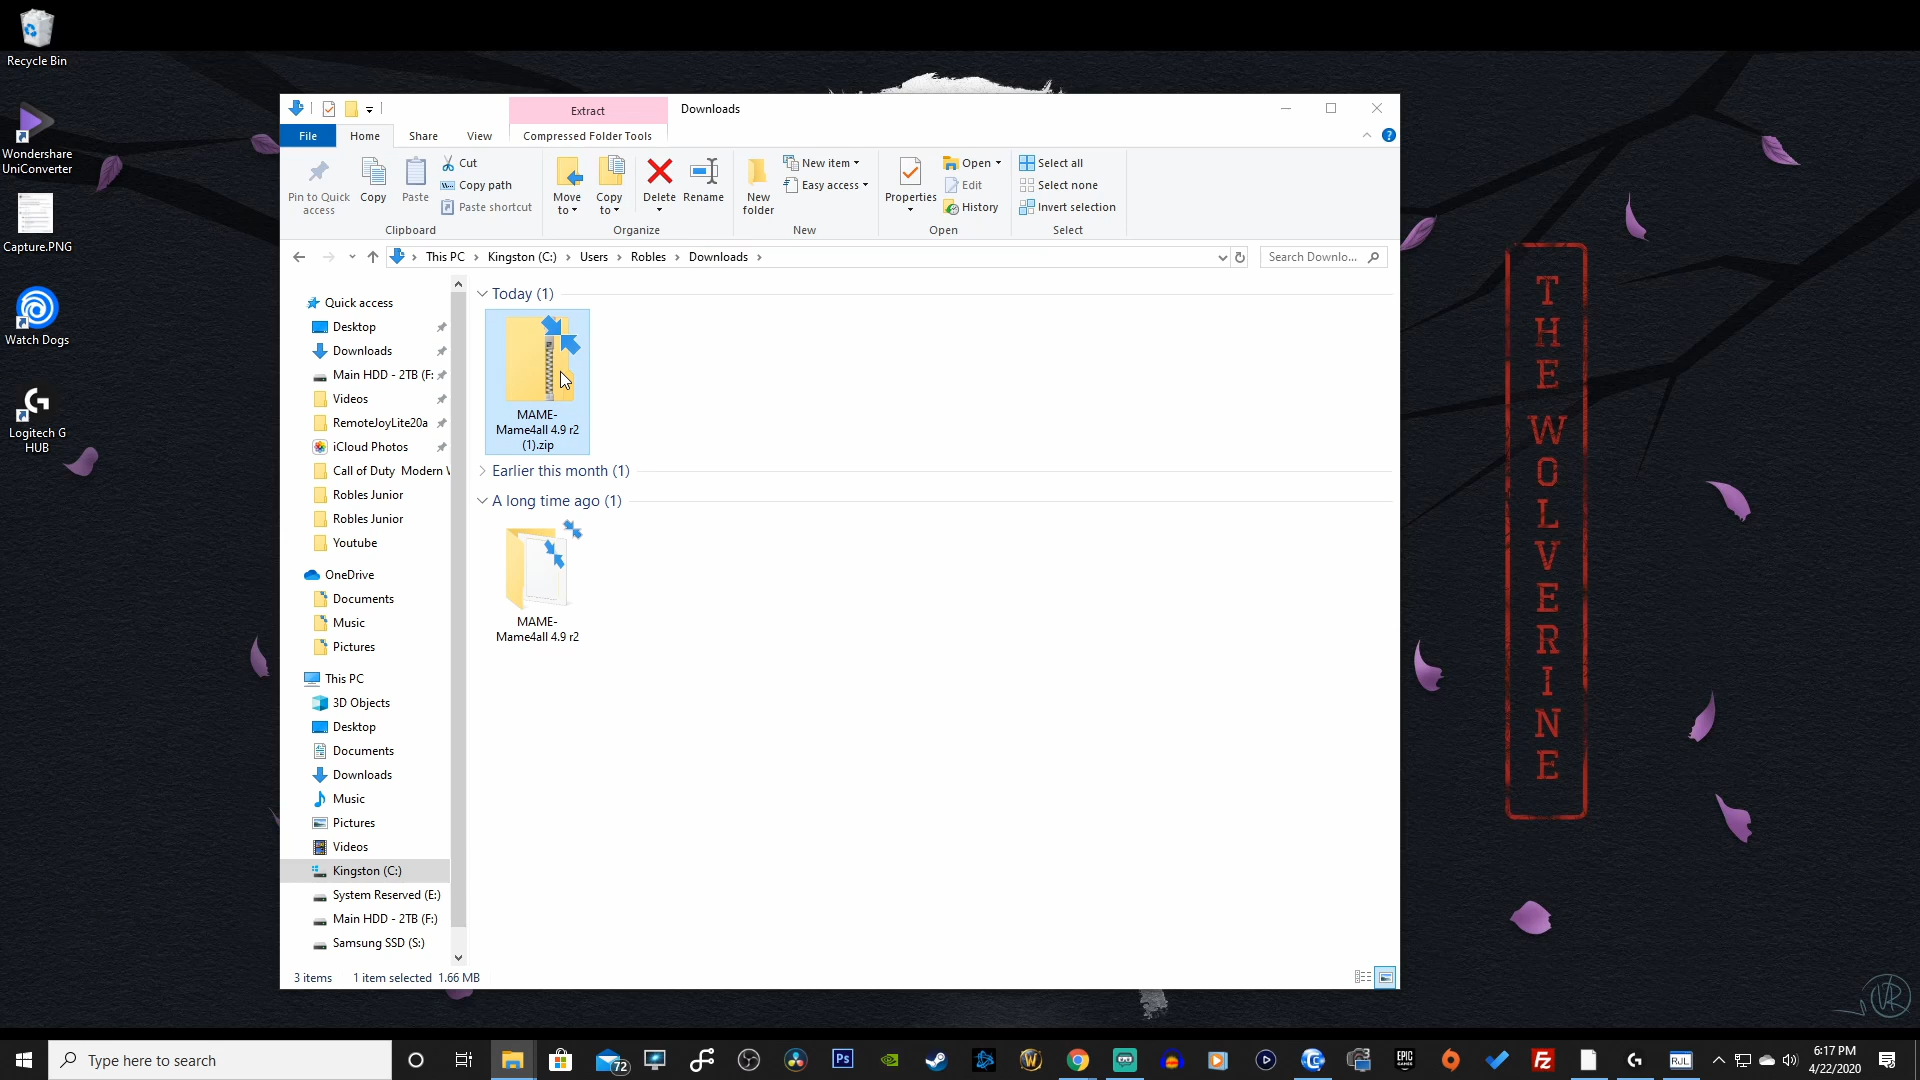 Recycle Bin
Wondershare
UniConverter
Capture.PNG
Watch Dogs
Logitech G
HUB
Extract
Downloads
File
Home
Share
View
Compressed Folder Tools
Pin to Quick
access
Copy
Paste
Cut
Copy path
Paste shortcut
Clipboard
Move
to
Copy
to
Delete
Rename
Organize
New
folder
New item
Easy access
New
Properties
Open
Edit
History
Open
Select all
Select none
Invert selection
Select
This PC > Kingston (C:) > Users > Robles > Downloads >
Search Downlo...
Quick access
Desktop
Downloads
Main HDD - 2TB (F:
Videos
RemoteJoyLite20a
iCloud Photos
Call of Duty Modern
Robles Junior
Robles Junior
Youtube
OneDrive
Documents
Music
Pictures
This PC
3D Objects
Desktop
Documents
Downloads
Music
Pictures
Videos
Kingston (C:)
System Reserved (E:)
Main HDD - 2TB (F:)
Samsung SSD (S:)
Today (1)
MAME-
Mame4all 4.9 r2
(1).zip
Earlier this month (1)
A long time ago (1)
MAME-
Mame4all 4.9 r2
3 items
1 item selected 1.66 MB
THE WOLVERINE
Type here to search
72
Ps
EPIC
GAMES
Fz
RJL
6:17 PM
4/22/2020